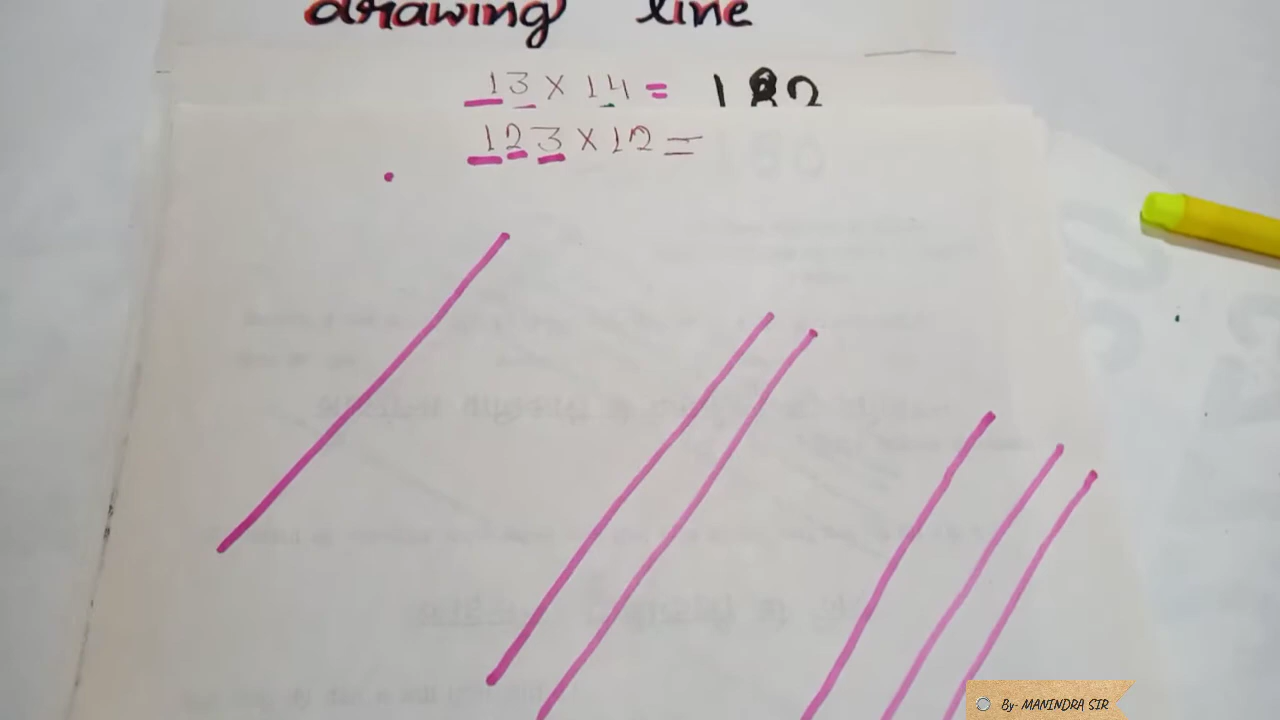 drawing line
13 × 14 = 182
123 × 12 =
By- MANINDRA SIR